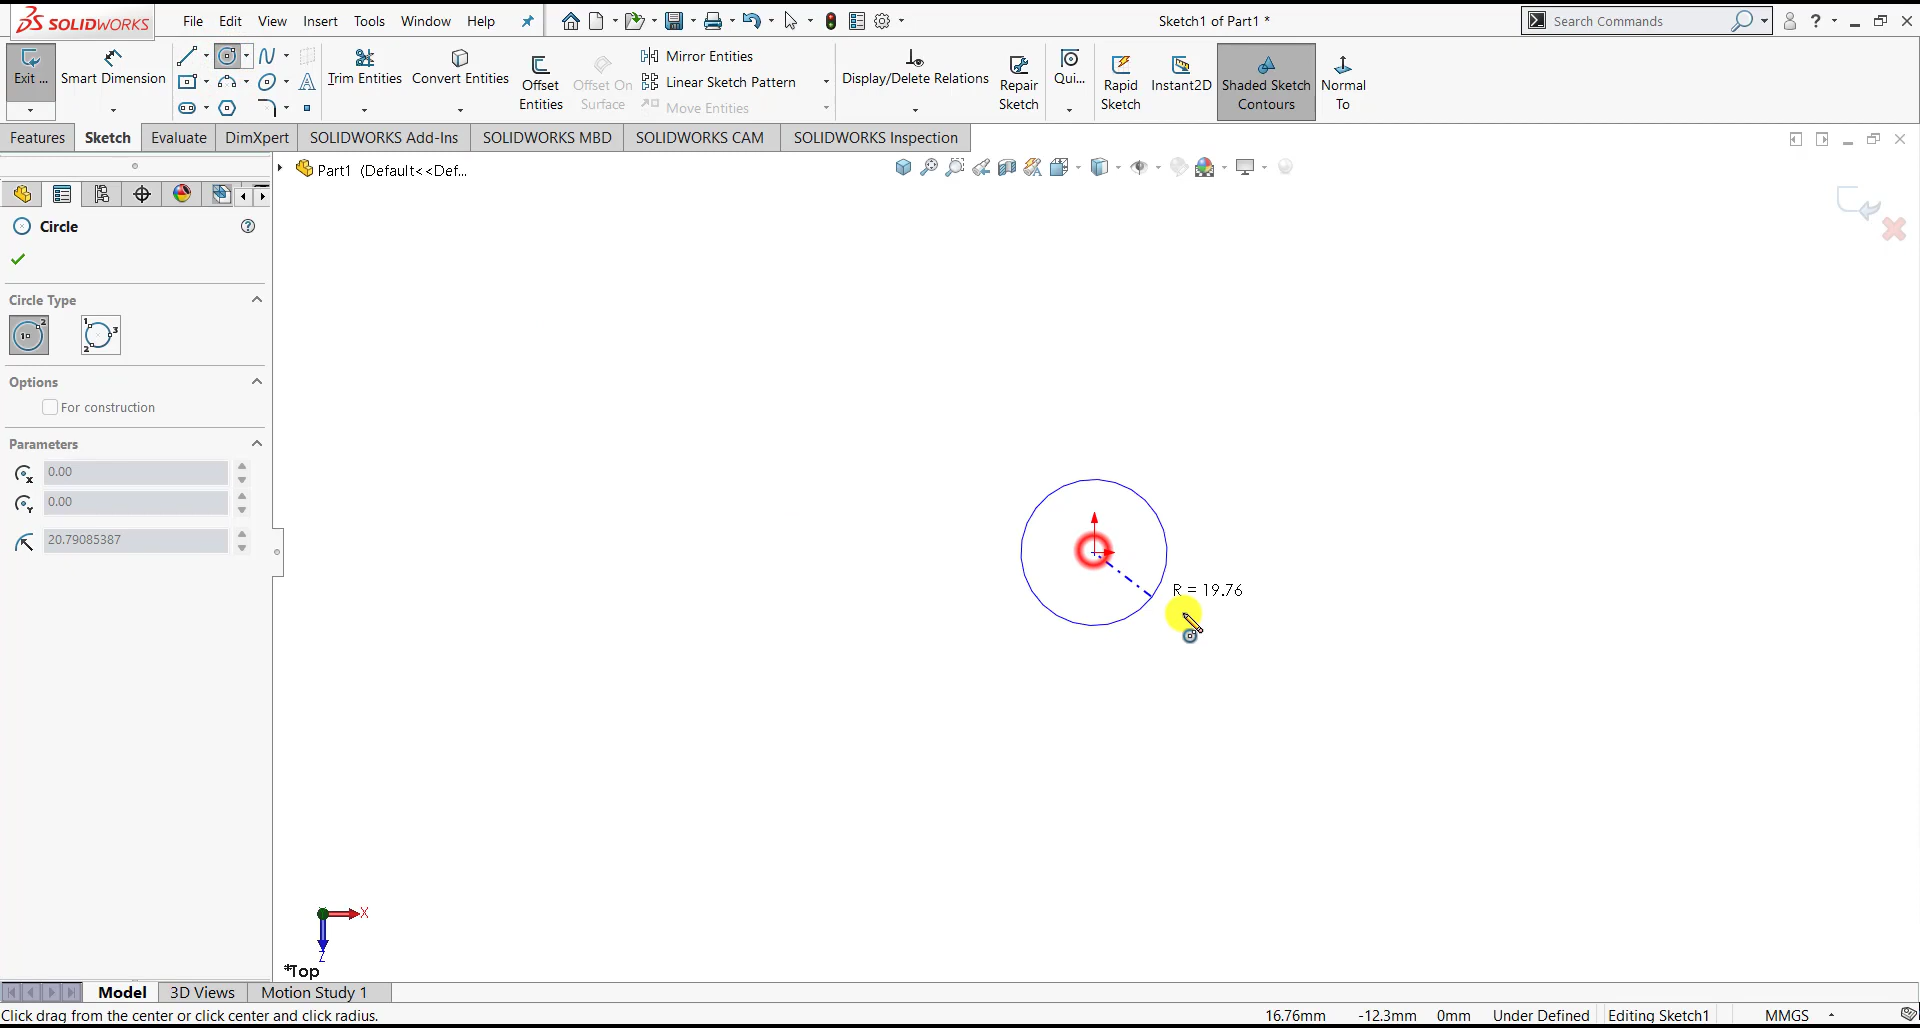 SOLIDWORKS File Edit View Insert Tools Window Help Sketch1 of Part1 * Search Commands ?
Exit ... Smart Dimension Trim Entities Convert Entities Offset Entities Offset On Surface Mirror Entities Linear Sketch Pattern Move Entities Display/Delete Relations Repair Sketch Qui... Rapid Sketch Instant2D Shaded Sketch Contours Normal To
Features Sketch Evaluate DimXpert SOLIDWORKS Add-Ins SOLIDWORKS MBD SOLIDWORKS CAM SOLIDWORKS Inspection
Part1 (Default<<Def...
Circle
Circle Type
Options
For construction
Parameters
0.00
0.00
20.79085387
R = 19.76
X
Z
*Top
Model 3D Views Motion Study 1
Click drag from the center or click center and click radius. 16.76mm -12.3mm 0mm Under Defined Editing Sketch1 MMGS